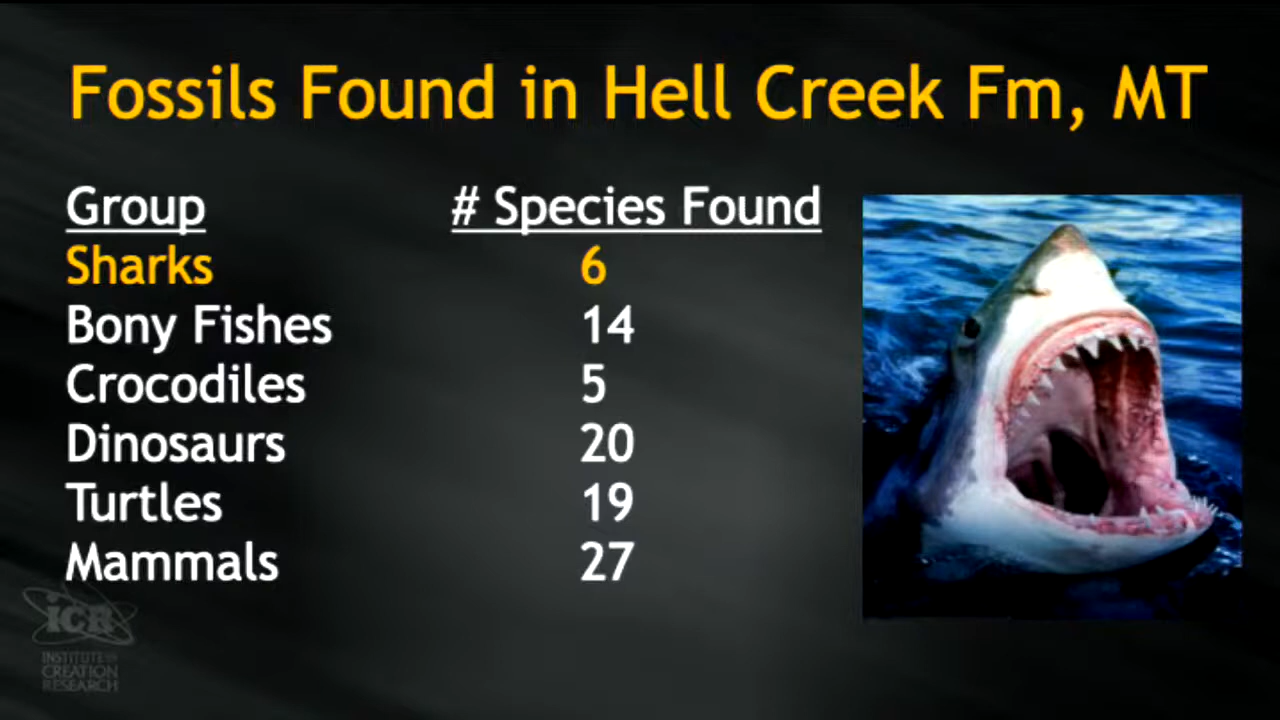 Fossils Found in Hell Creek Fm, MT
Group # Species Found
Sharks 6
Bony Fishes 14
Crocodiles 5
Dinosaurs 20
Turtles 19
Mammals 27
iCR
INSTITUTE for
CREATION
RESEARCH